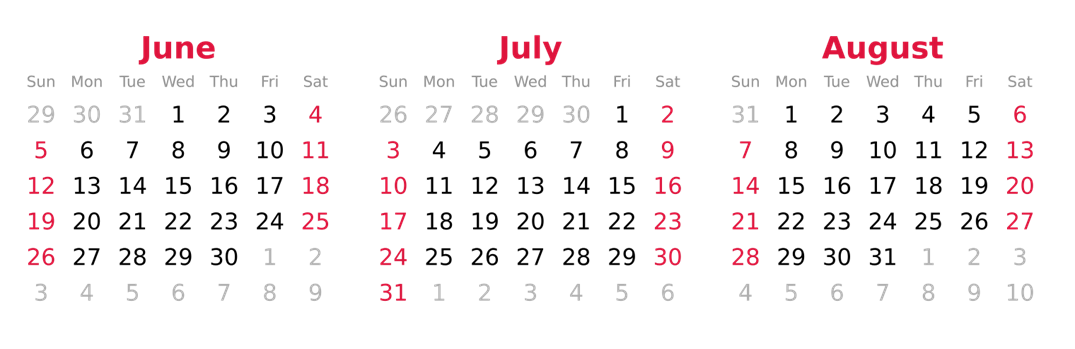 June July August
Sun Mon Tue Wed Thu Fri Sat Sun Mon Tue Wed Thu Fri Sat Sun Mon Tue Wed Thu Fri Sat
29 30 31 1 2 3 4 26 27 28 29 30 1 2 31 1 2 3 4 5 6
5 6 7 8 9 10 11 3 4 5 6 7 8 9 7 8 9 10 11 12 13
12 13 14 15 16 17 18 10 11 12 13 14 15 16 14 15 16 17 18 19 20
19 20 21 22 23 24 25 17 18 19 20 21 22 23 21 22 23 24 25 26 27
26 27 28 29 30 1 2 24 25 26 27 28 29 30 28 29 30 31 1 2 3
3 4 5 6 7 8 9 31 1 2 3 4 5 6 4 5 6 7 8 9 10